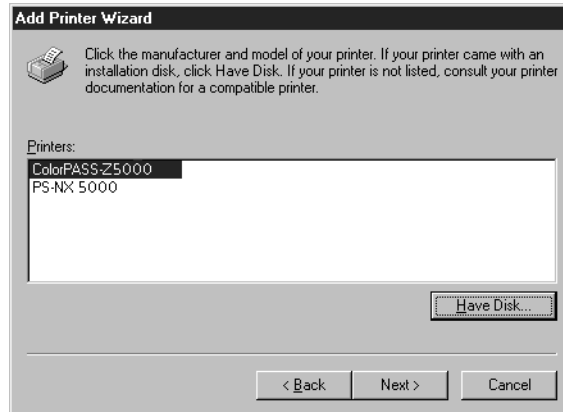 Add Printer Wizard
Click the manufacturer and model of your printer. If your printer came with an
installation disk, click Have Disk. If your printer is not listed, consult your printer
documentation for a compatible printer.
Printers:
ColorPASS-Z5000
PS-NX 5000
Have Disk...
< Back
Next >
Cancel